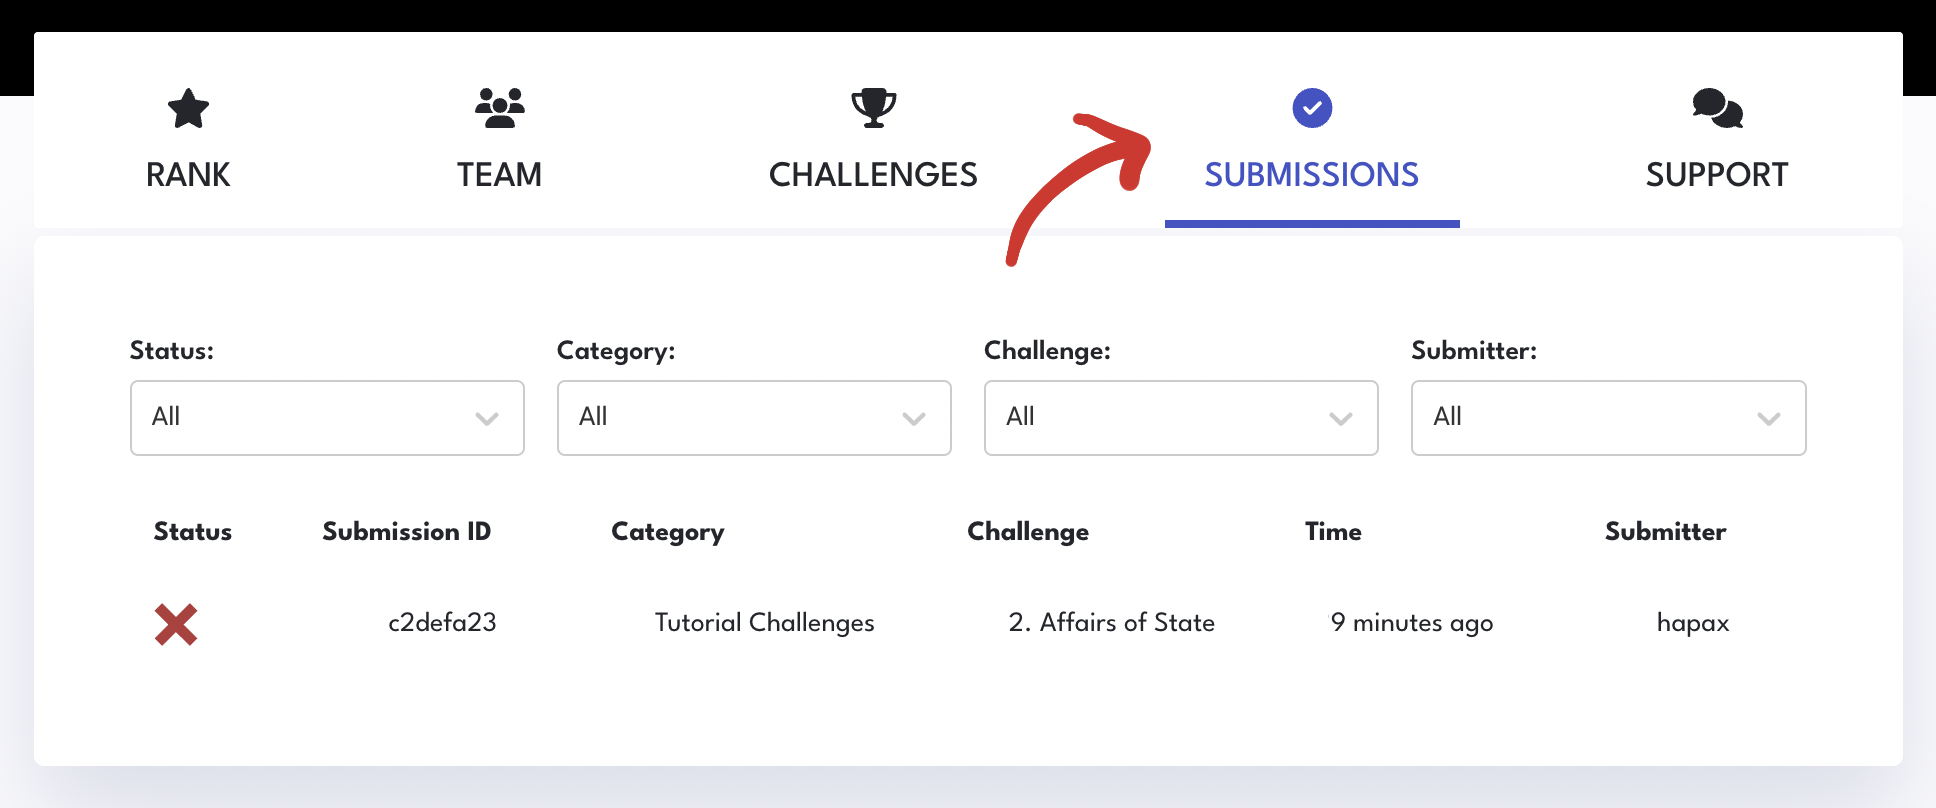 RANK TEAM CHALLENGES SUBMISSIONS SUPPORT
Status: Category: Challenge: Submitter:
All All All All
Status Submission ID Category Challenge Time Submitter
c2defa23 Tutorial Challenges 2. Affairs of State 9 minutes ago hapax